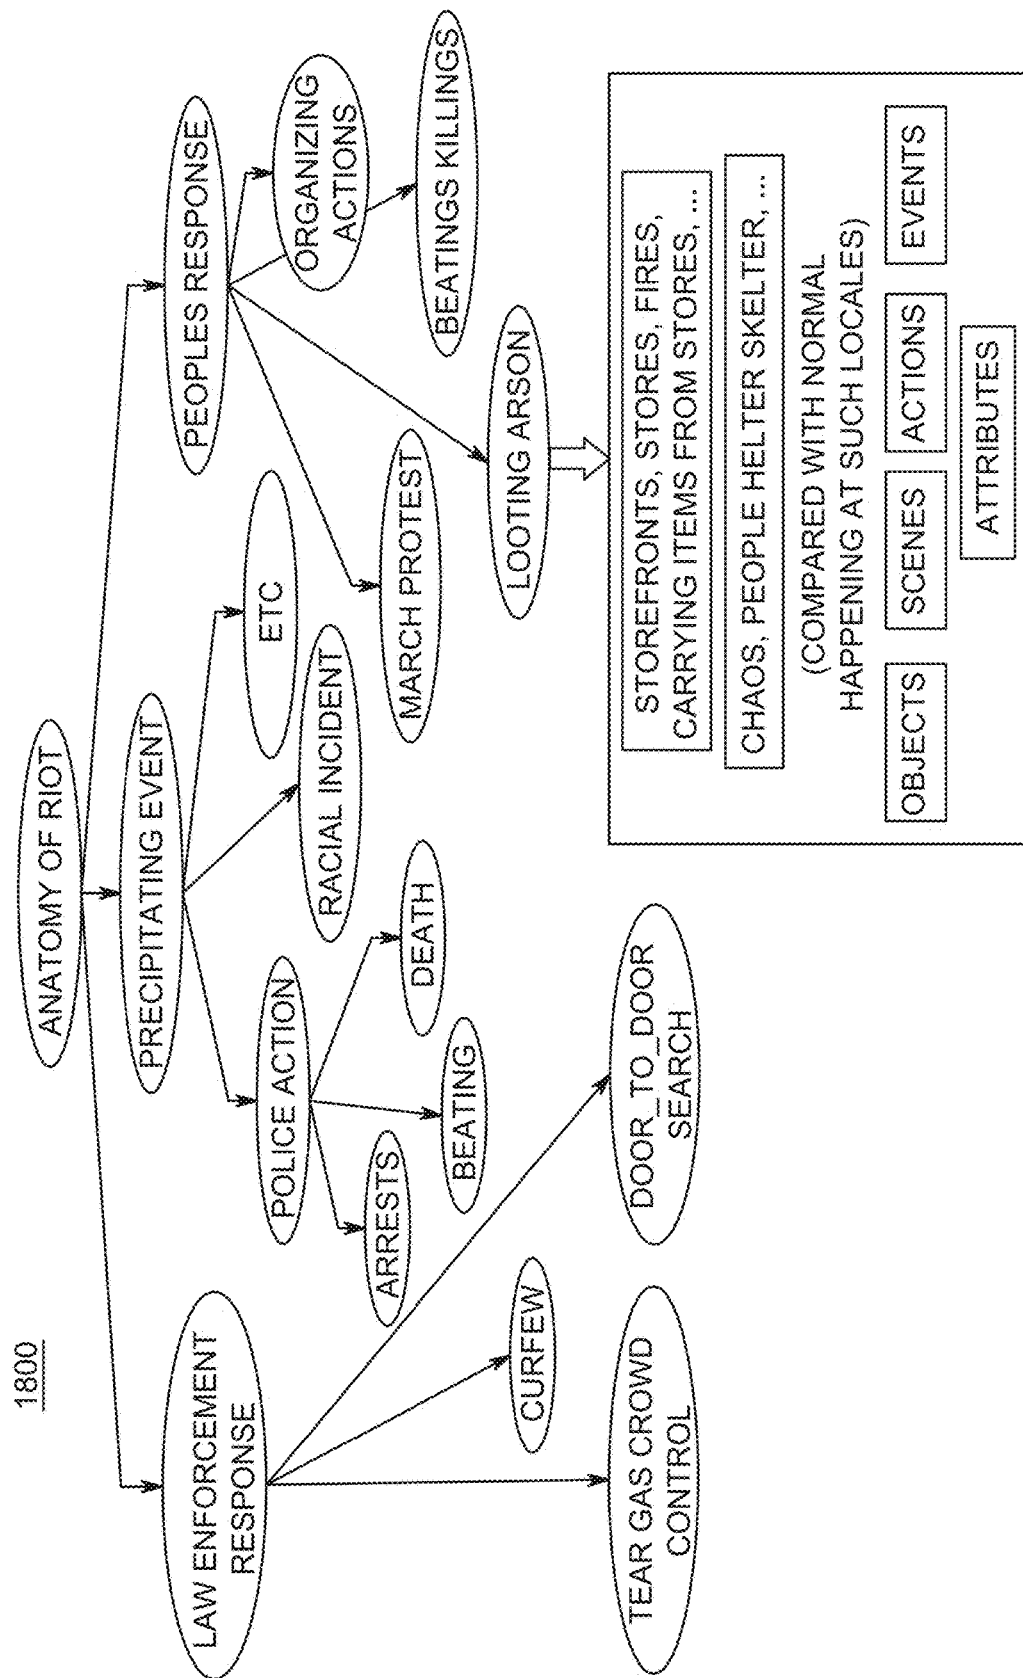 1800
ANATOMY OF RIOT
LAW ENFORCEMENT
RESPONSE
PRECIPITATING EVENT
PEOPLES RESPONSE
POLICE ACTION
RACIAL INCIDENT
ETC
ORGANIZING
ACTIONS
ARRESTS
BEATING
DEATH
MARCH PROTEST
BEATINGS KILLINGS
CURFEW
LOOTING ARSON
TEAR GAS CROWD
CONTROL
DOOR_TO_DOOR
SEARCH
STOREFRONTS, STORES, FIRES,
CARRYING ITEMS FROM STORES, ...
CHAOS, PEOPLE HELTER SKELTER, ...
(COMPARED WITH NORMAL
HAPPENING AT SUCH LOCALES)
OBJECTS
SCENES
ACTIONS
EVENTS
ATTRIBUTES